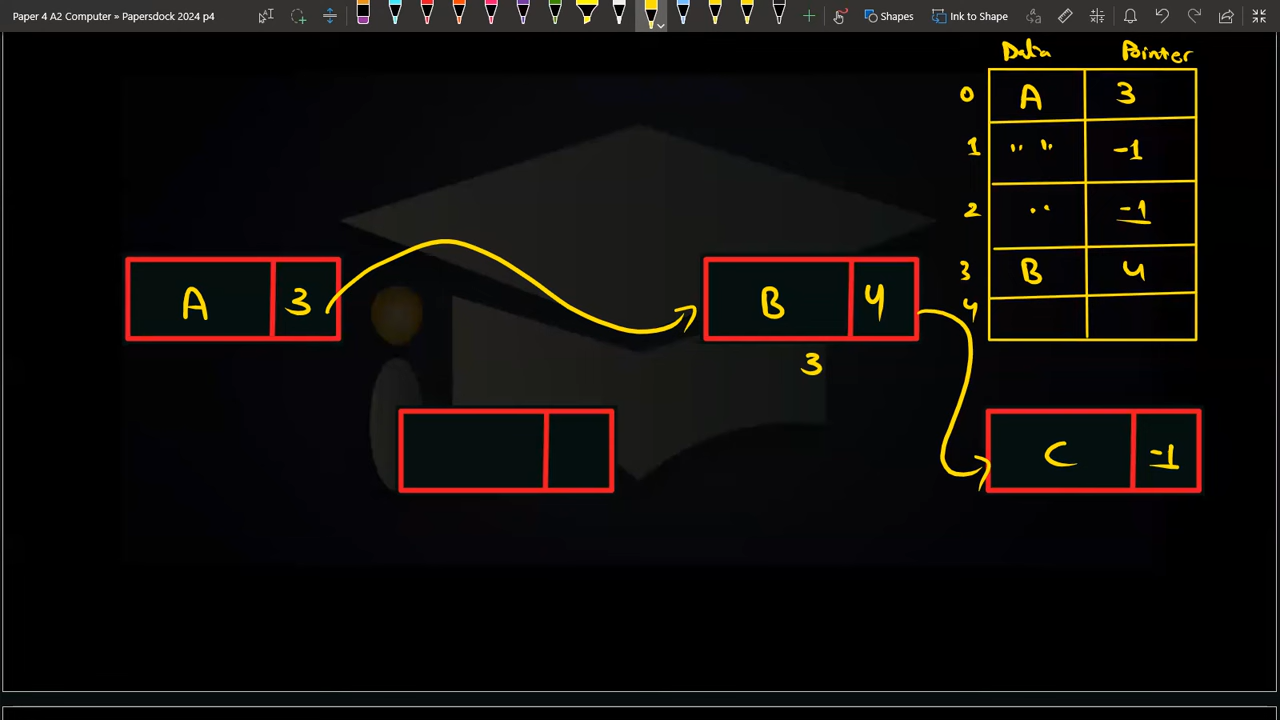 Paper 4 A2 Computer » Papersdock 2024 p4
Shapes
Ink to Shape
Data Pointer
0 A 3
1 " " -1
2 " -1
3 B 4
4
A 3
B 4
3
C -1